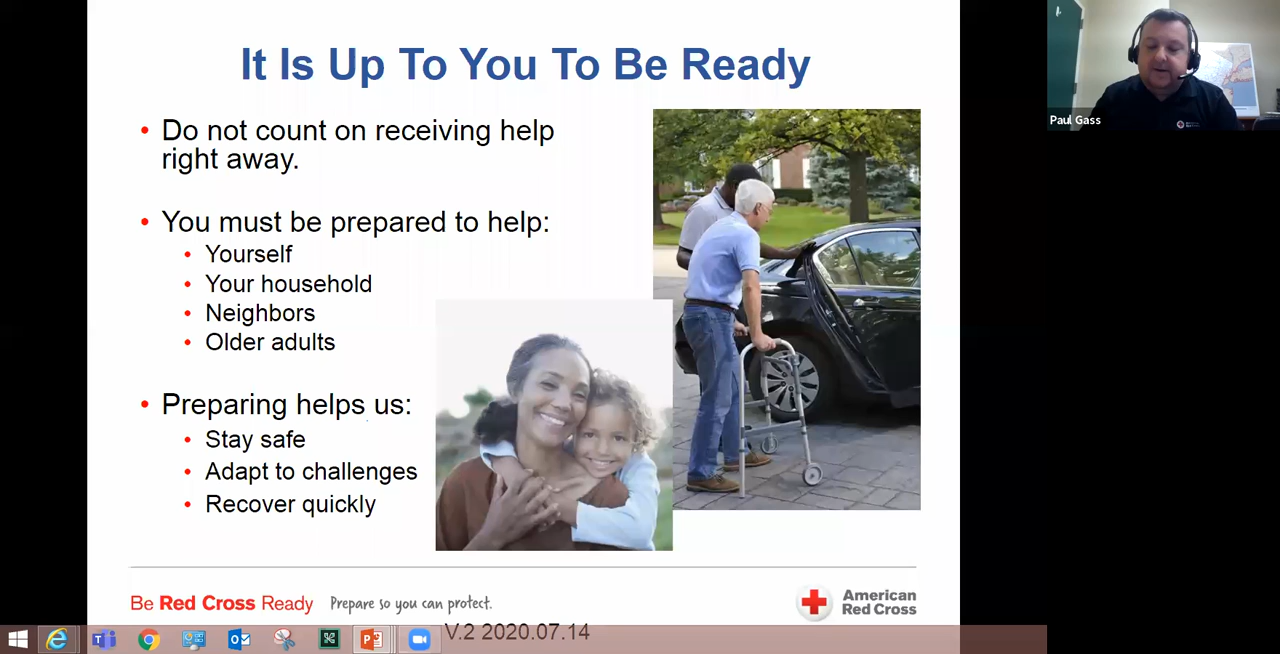 It Is Up To You To Be Ready
• Do not count on receiving help
right away.
• You must be prepared to help:
• Yourself
• Your household
• Neighbors
• Older adults
• Preparing helps us:
• Stay safe
• Adapt to challenges
• Recover quickly
Be Red Cross Ready Prepare so you can protect.
American
Red Cross
V.2 2020.07.14
Paul Gass